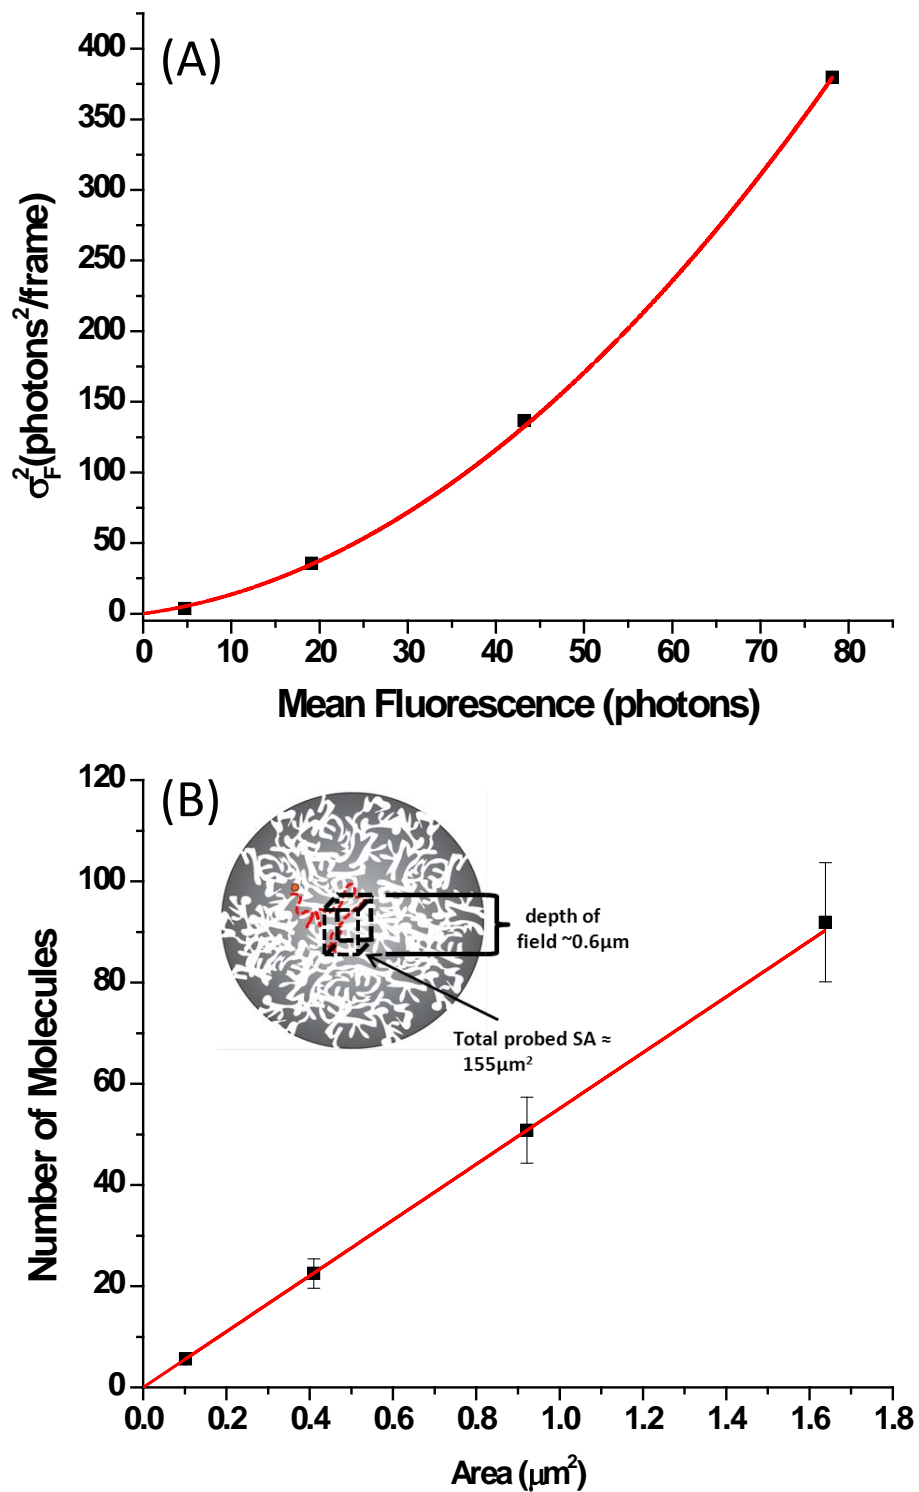 (A)
400
350
300
250
200
150
100
50
0
σ²F(photons²/frame)
0 10 20 30 40 50 60 70 80
Mean Fluorescence (photons)
(B)
120
100
80
60
40
20
0
Number of Molecules
depth of
field ~0.6µm
Total probed SA ≈
155µm²
0.0 0.2 0.4 0.6 0.8 1.0 1.2 1.4 1.6 1.8
Area (µm²)